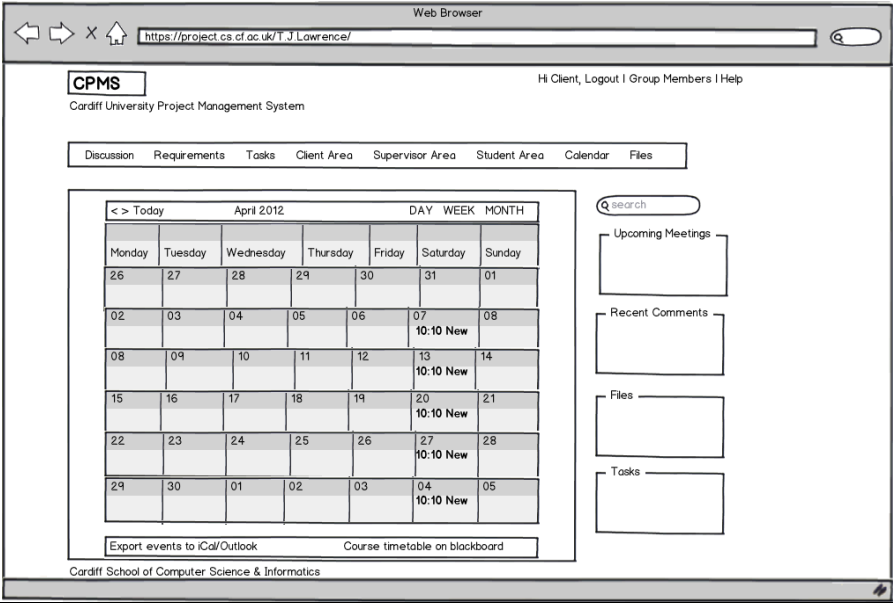 Web Browser
https://project.cs.cf.ac.uk/T.J.Lawrence/
CPMS
Hi Client, Logout I Group Members I Help
Cardiff University Project Management System
Discussion Requirements Tasks Client Area Supervisor Area Student Area Calendar Files
< > Today April 2012 DAY WEEK MONTH
Monday Tuesday Wednesday Thursday Friday Saturday Sunday
26 27 28 29 30 31 01
02 03 04 05 06 07 08
10:10 New
08 09 10 11 12 13 14
10:10 New
15 16 17 18 19 20 21
10:10 New
22 23 24 25 26 27 28
10:10 New
29 30 01 02 03 04 05
10:10 New
Export events to iCal/Outlook Course timetable on blackboard
search
Upcoming Meetings
Recent Comments
Files
Tasks
Cardiff School of Computer Science & Informatics